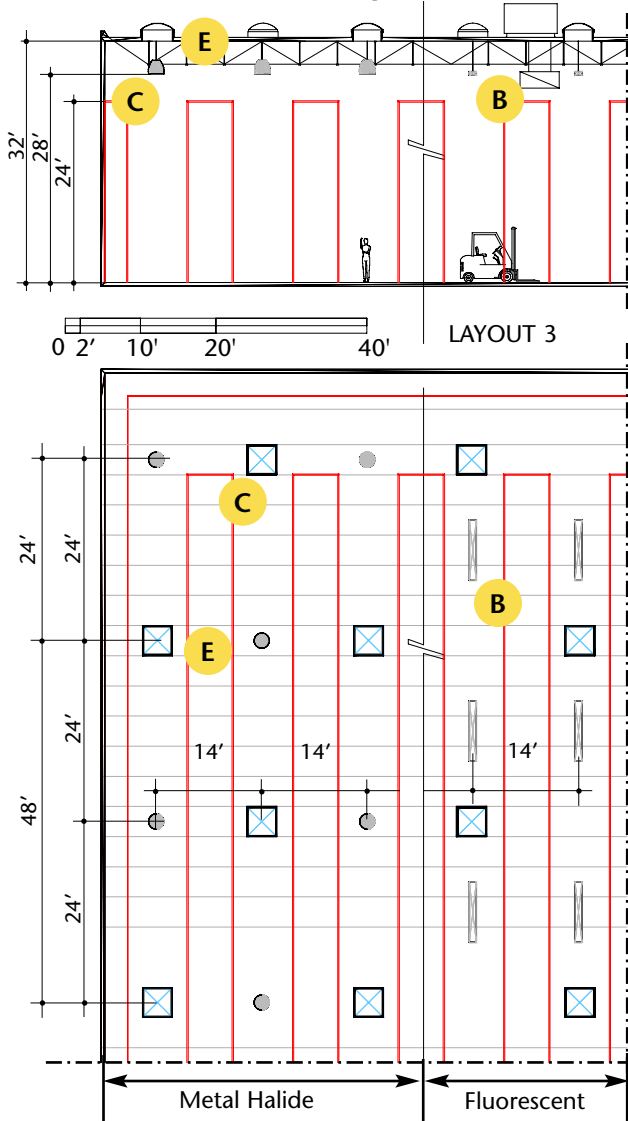 E
C
B
32′
28′
24′
0 2' 10' 20' 40'
LAYOUT 3
C
24′
24′
B
E
24′
14′
14′
14′
48′
24′
Metal Halide
Fluorescent